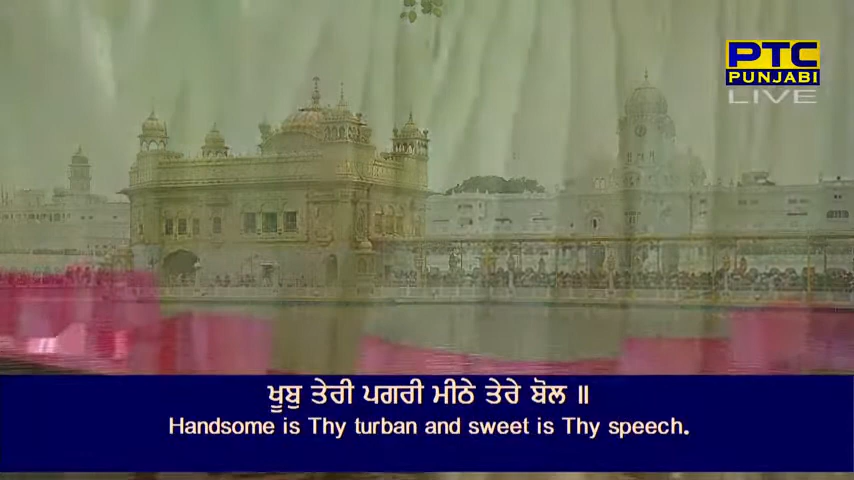 PTC
PUNJABI
LIVE
ਖੂਬੁ ਤੇਰੀ ਪਗਰੀ ਮੀਠੇ ਤੇਰੇ ਬੋਲ ॥
Handsome is Thy turban and sweet is Thy speech.